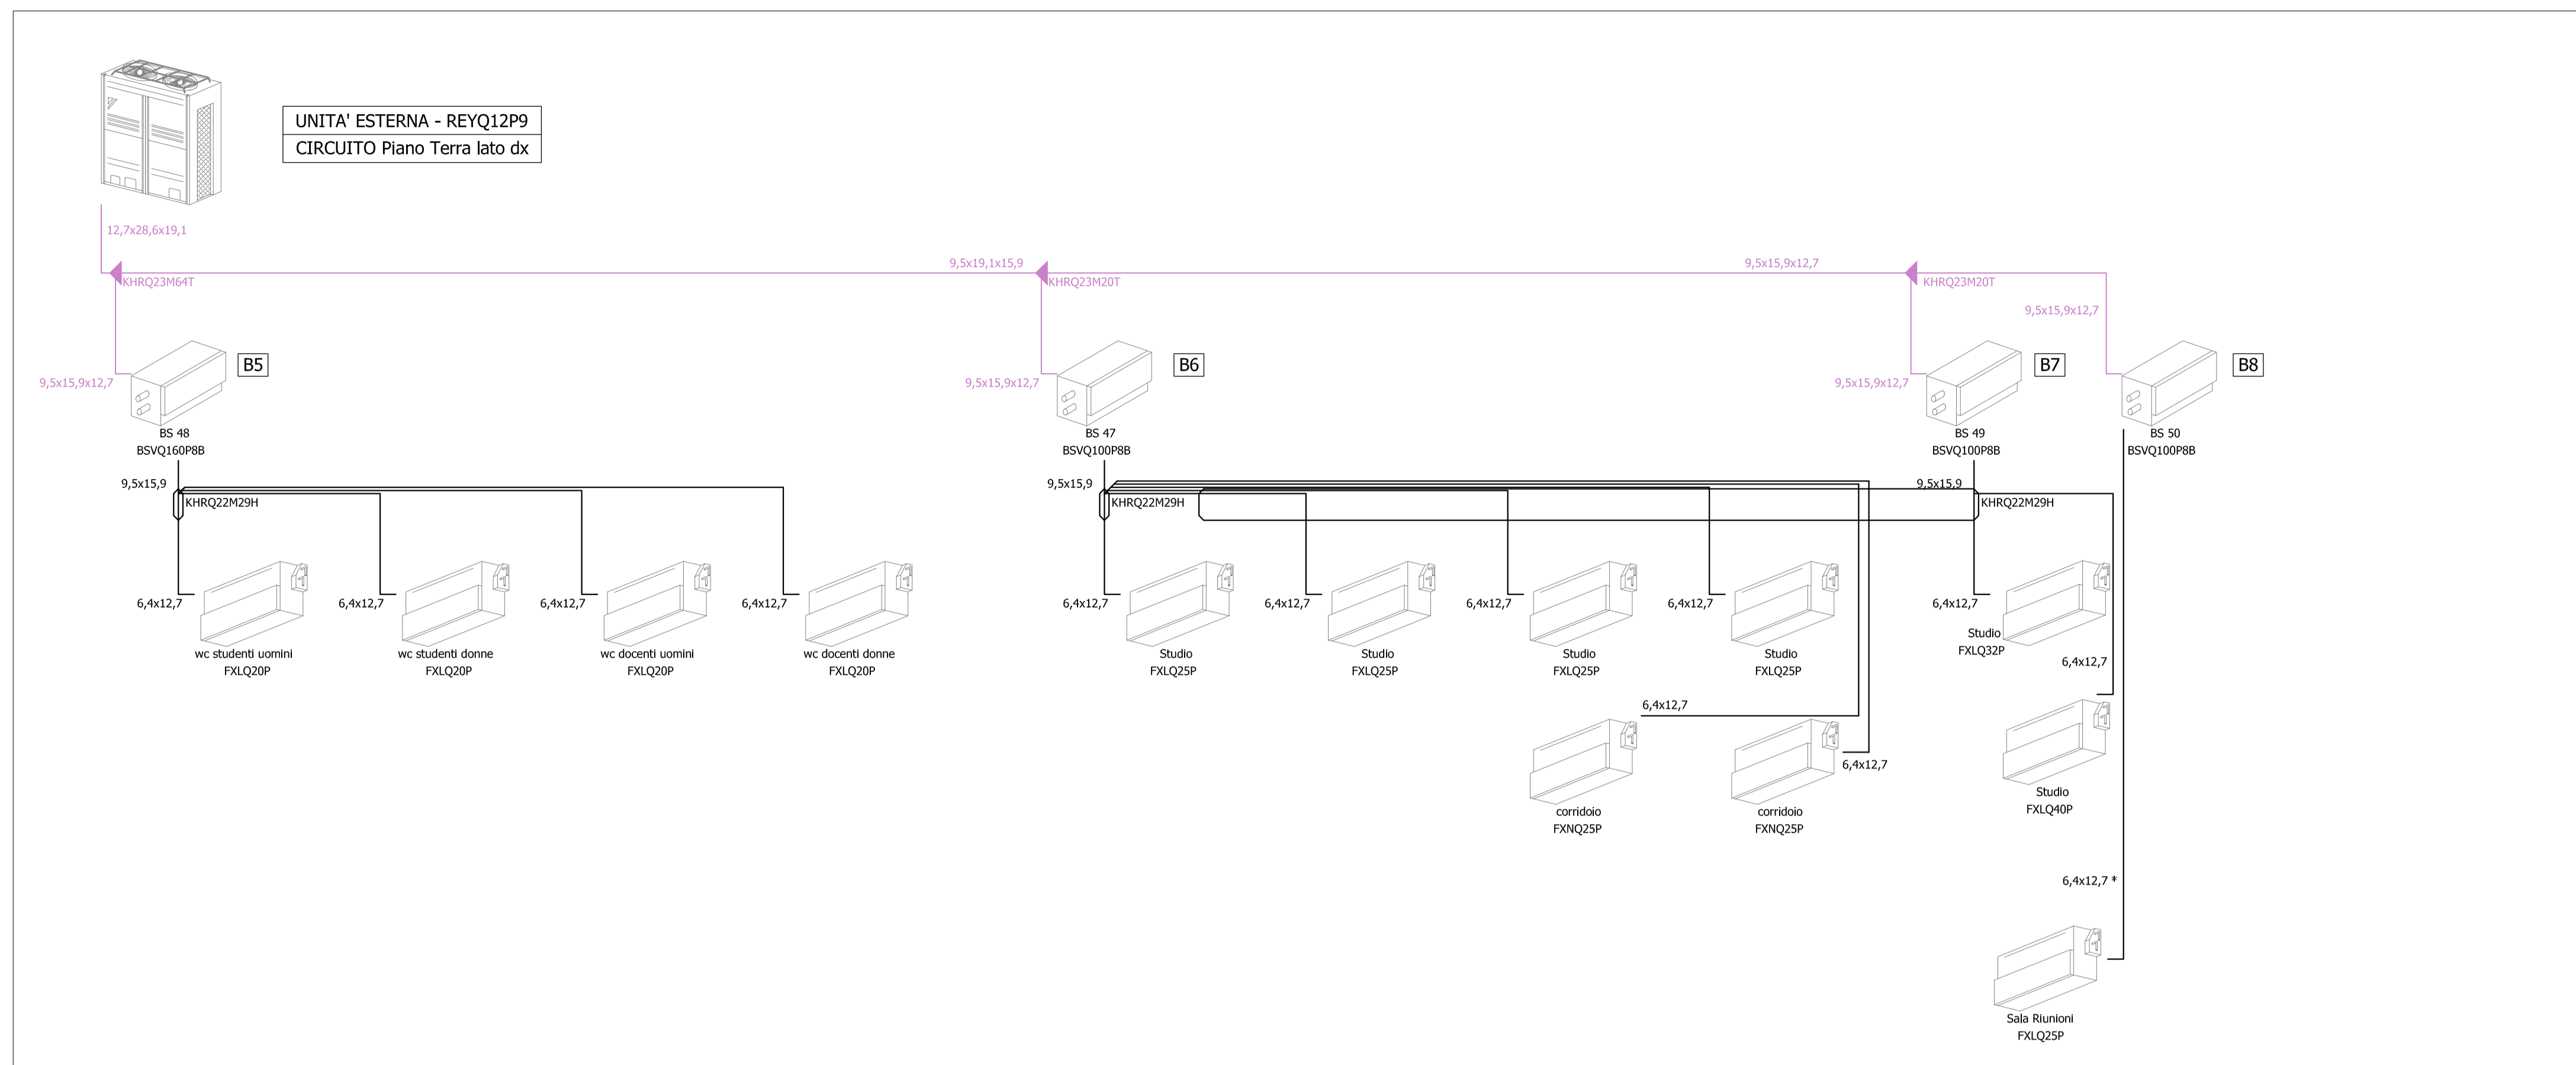 UNITA' ESTERNA - REYQ12P9
CIRCUITO Piano Terra lato dx
12,7x28,6x19,1
9,5x19,1x15,9
9,5x15,9x12,7
KHRQ23M64T
KHRQ23M20T
KHRQ23M20T
9,5x15,9x12,7
B5
B6
B7
B8
9,5x15,9x12,7
9,5x15,9x12,7
9,5x15,9x12,7
BS 48
BSVQ160P8B
BS 47
BSVQ100P8B
BS 49
BSVQ100P8B
BS 50
BSVQ100P8B
9,5x15,9
KHRQ22M29H
9,5x15,9
KHRQ22M29H
9,5x15,9
KHRQ22M29H
6,4x12,7
6,4x12,7
6,4x12,7
6,4x12,7
6,4x12,7
6,4x12,7
6,4x12,7
6,4x12,7
6,4x12,7
wc studenti uomini
FXLQ20P
wc studenti donne
FXLQ20P
wc docenti uomini
FXLQ20P
wc docenti donne
FXLQ20P
Studio
FXLQ25P
Studio
FXLQ25P
Studio
FXLQ25P
Studio
FXLQ25P
Studio
FXLQ32P
6,4x12,7
6,4x12,7
6,4x12,7
corridoio
FXNQ25P
corridoio
FXNQ25P
Studio
FXLQ40P
6,4x12,7 *
Sala Riunioni
FXLQ25P